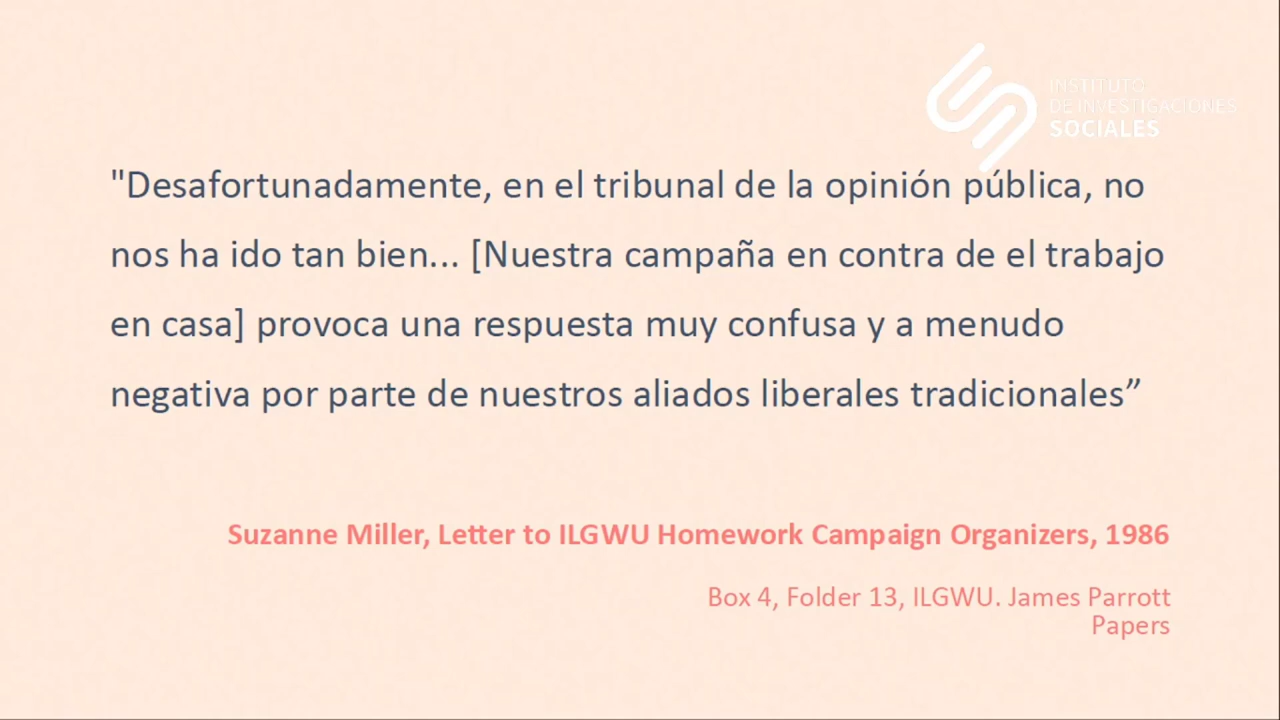 INSTITUTO
DE INVESTIGACIONES
SOCIALES
"Desafortunadamente, en el tribunal de la opinión pública, no
nos ha ido tan bien... [Nuestra campaña en contra de el trabajo
en casa] provoca una respuesta muy confusa y a menudo
negativa por parte de nuestros aliados liberales tradicionales”
Suzanne Miller, Letter to ILGWU Homework Campaign Organizers, 1986
Box 4, Folder 13, ILGWU. James Parrott
Papers